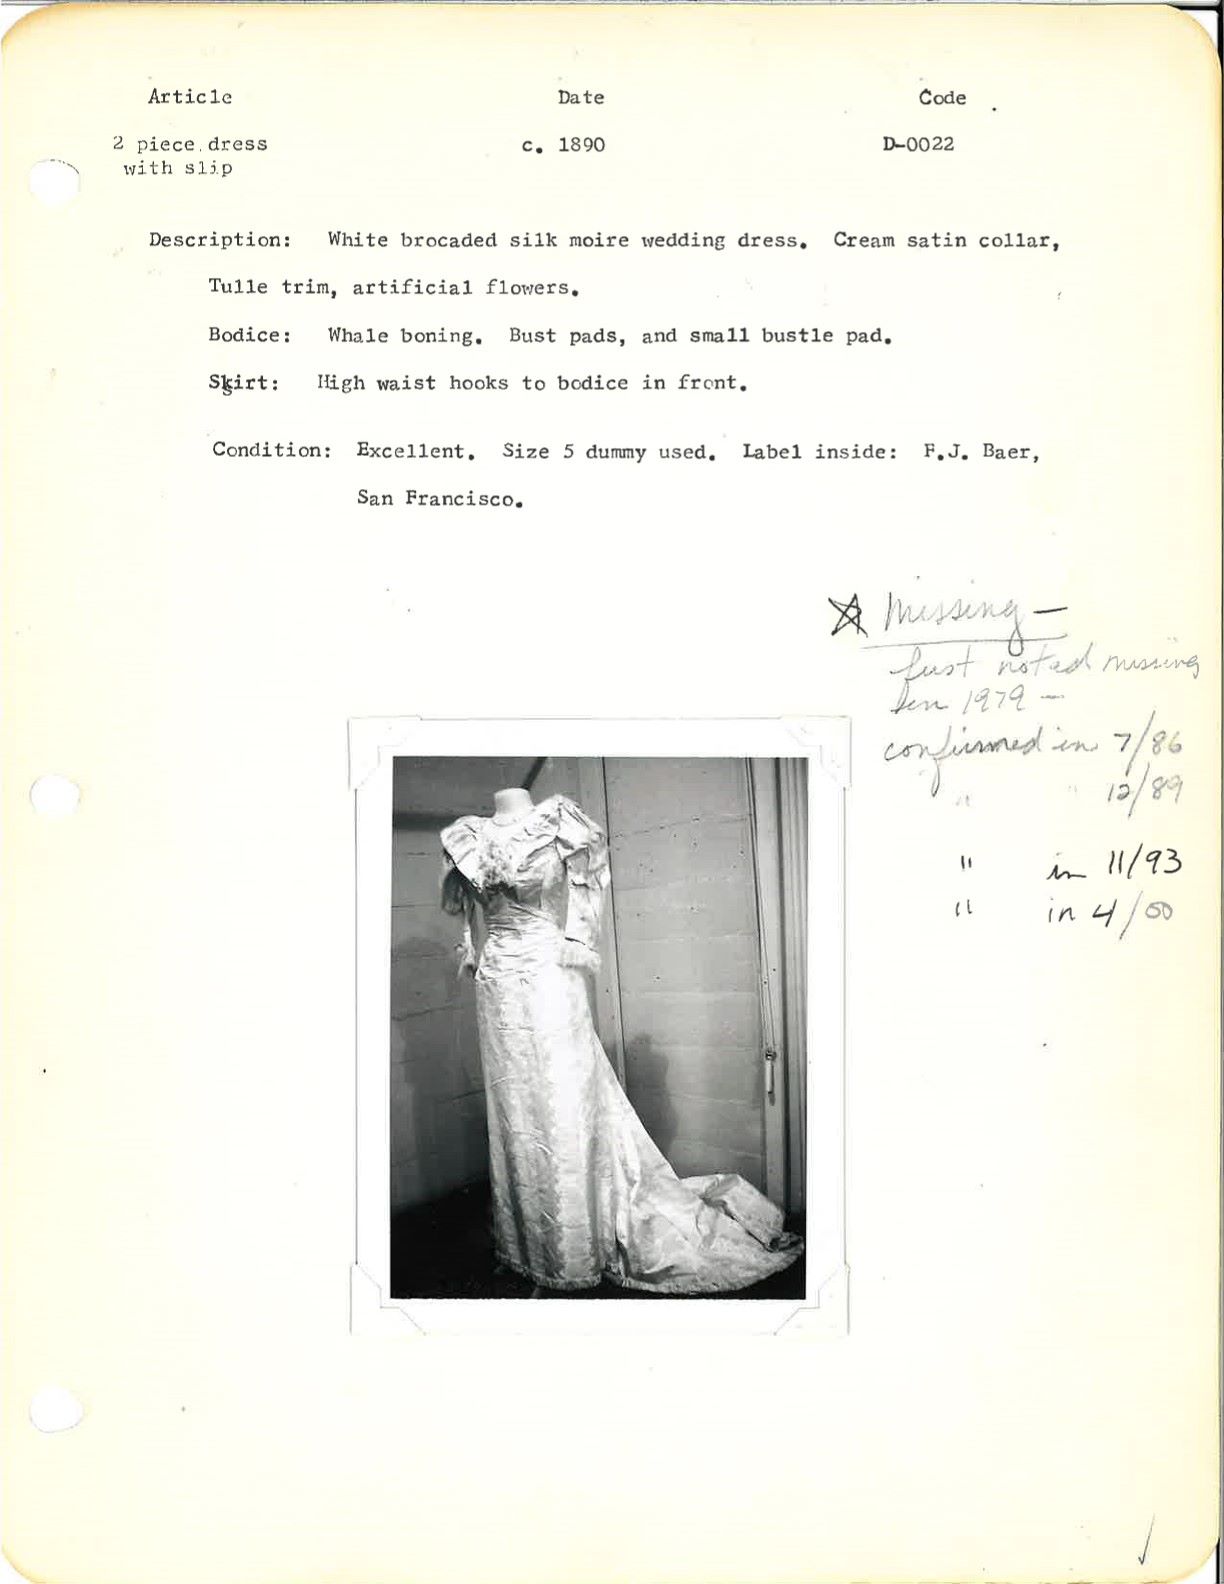 Article Date Code
2 piece dress c. 1890 D-0022
with slip
Description: White brocaded silk moire wedding dress. Cream satin collar,
Tulle trim, artificial flowers.
Bodice: Whale boning. Bust pads, and small bustle pad.
Skirt: High waist hooks to bodice in front.
Condition: Excellent. Size 5 dummy used. Label inside: F.J. Baer,
San Francisco.
Missing —
first noted missing
in 1979 —
confirmed in 7/86
" " 12/89
" in 11/93
" in 4/00